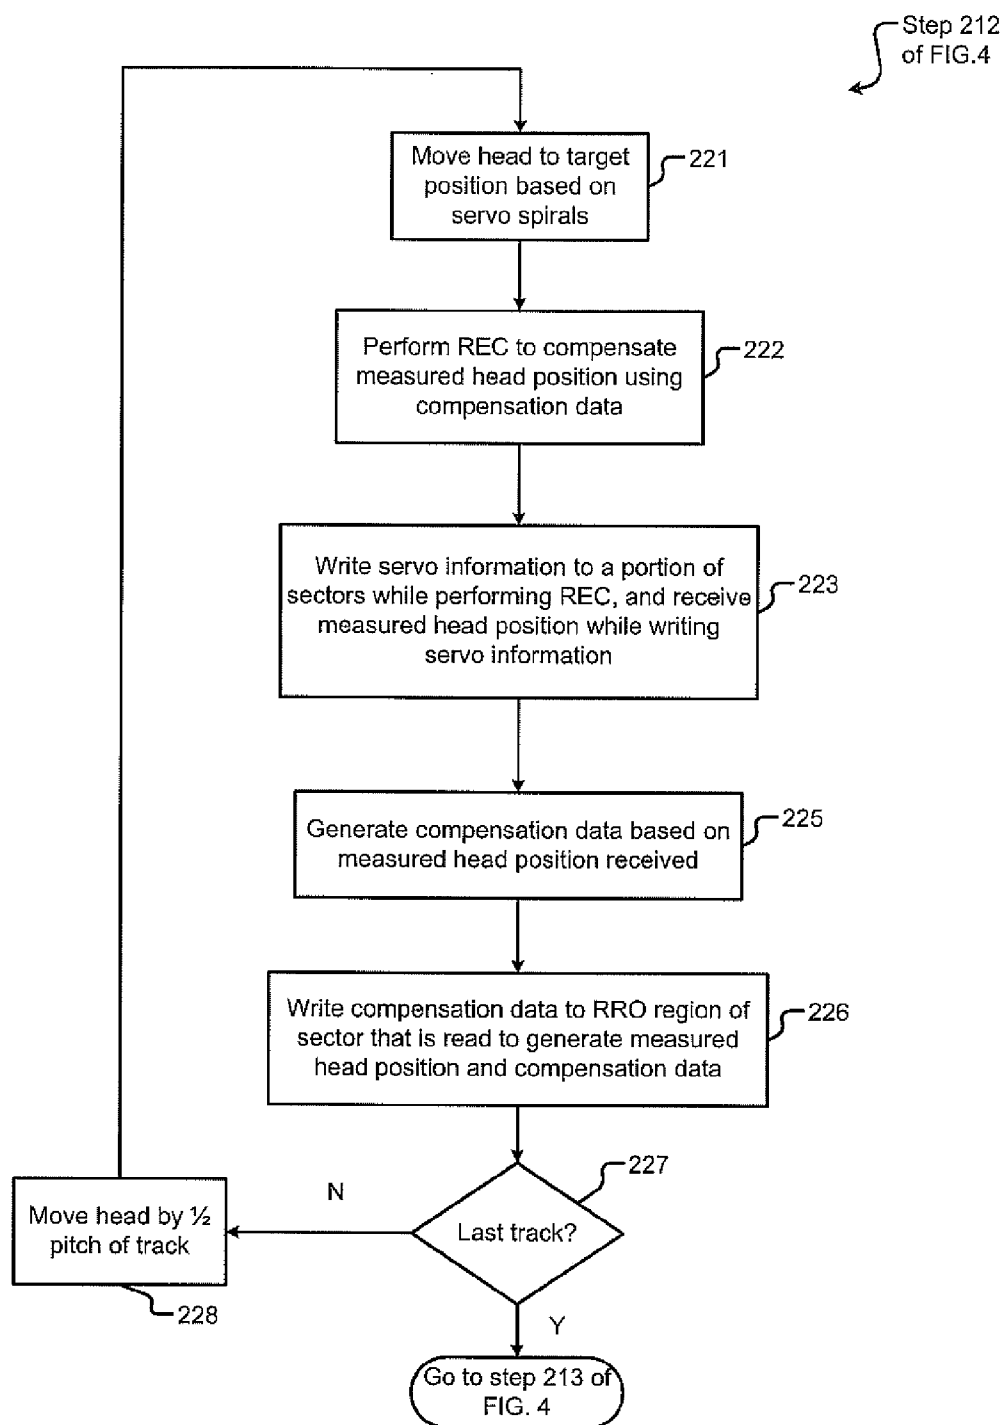 Step 212
of FIG.4
Move head to target
position based on
servo spirals
221
Perform REC to compensate
measured head position using
compensation data
222
Write servo information to a portion of
sectors while performing REC, and receive
measured head position while writing
servo information
223
Generate compensation data based on
measured head position received
225
Write compensation data to RRO region of
sector that is read to generate measured
head position and compensation data
226
227
Last track?
N
Move head by ½
pitch of track
228
Y
Go to step 213 of
FIG. 4